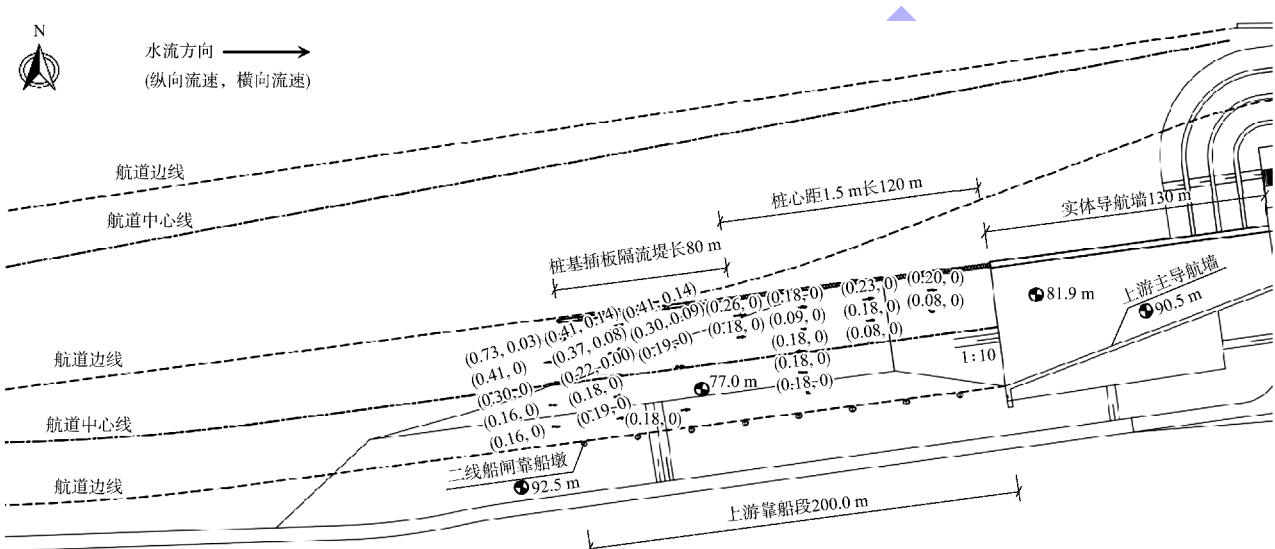 N
水流方向
(纵向流速，横向流速)
航道边线
航道中心线
桩心距1.5 m长120 m
实体导航墙130 m
桩基插板隔流堤长80 m
上游主导航墙
81.9 m
90.5 m
(0.73, 0.03) (0.41, 0.14) (0.41, 0.14) (0.26, 0) (0.18, 0) (0.23, 0) (0.20, 0)
(0.41, 0) (0.37, 0.08) (0.30, 0.09) (0.18, 0) (0.09, 0) (0.18, 0) (0.08, 0)
(0.30, 0) (0.22, 0.00) (0.19, 0) (0.18, 0) (0.08, 0)
(0.16, 0) (0.18, 0) (0.18, 0)
(0.16, 0) (0.19, 0) (0.18, 0) (0.18, 0)
1:10
77.0 m
航道边线
航道中心线
航道边线
二线船闸靠船墩
92.5 m
上游靠船段200.0 m